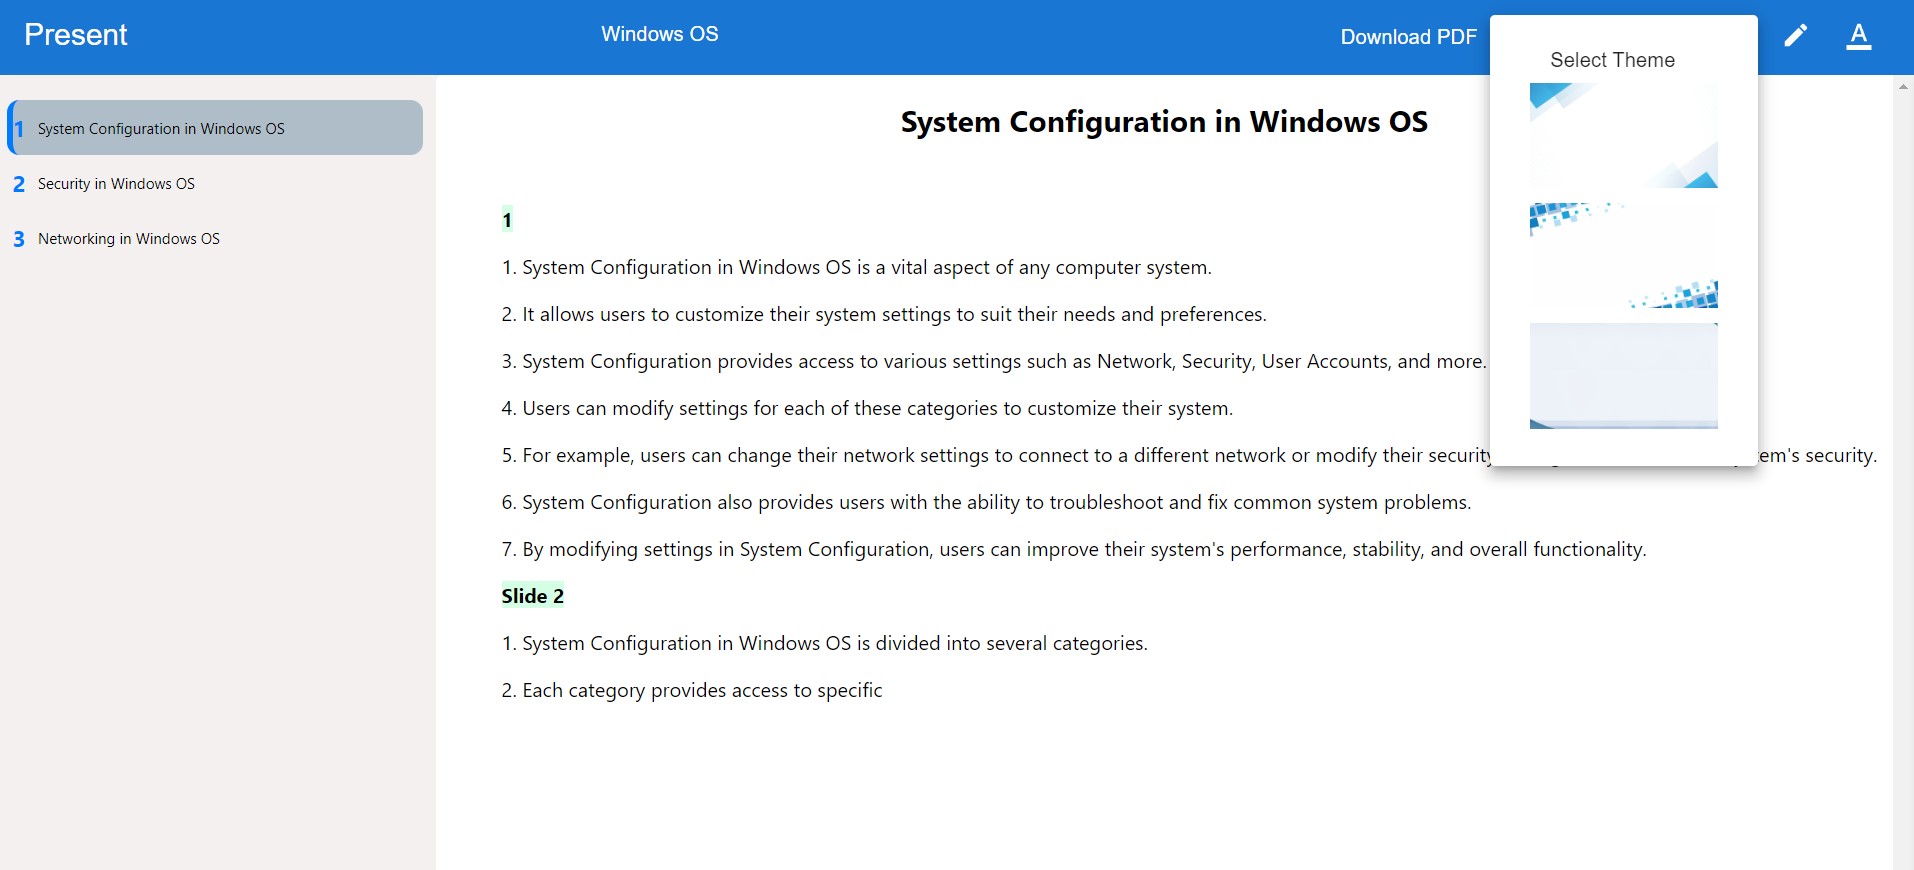 Present
Windows OS
Download PDF
A
Select Theme
1 System Configuration in Windows OS
2 Security in Windows OS
3 Networking in Windows OS
System Configuration in Windows OS
1
1. System Configuration in Windows OS is a vital aspect of any computer system.
2. It allows users to customize their system settings to suit their needs and preferences.
3. System Configuration provides access to various settings such as Network, Security, User Accounts, and more.
4. Users can modify settings for each of these categories to customize their system.
5. For example, users can change their network settings to connect to a different network or modify their security em's security.
6. System Configuration also provides users with the ability to troubleshoot and fix common system problems.
7. By modifying settings in System Configuration, users can improve their system's performance, stability, and overall functionality.
Slide 2
1. System Configuration in Windows OS is divided into several categories.
2. Each category provides access to specific